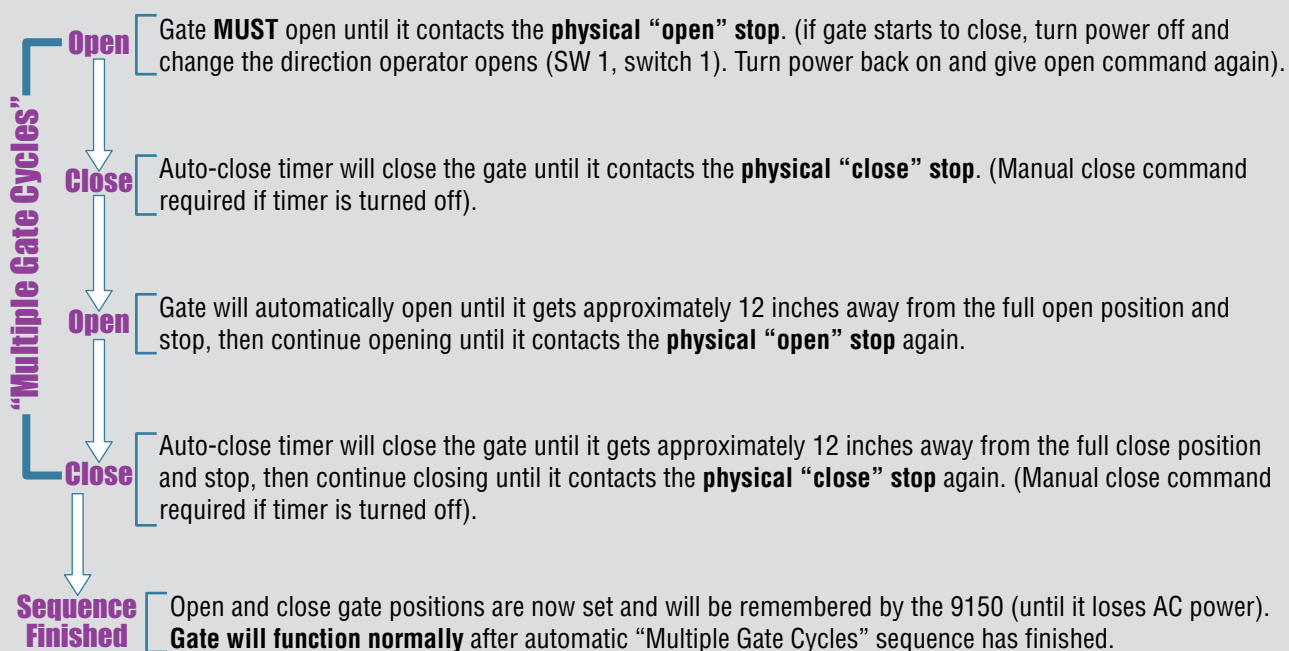 “Multiple Gate Cycles”
Open
Gate MUST open until it contacts the physical “open” stop. (if gate starts to close, turn power off and
change the direction operator opens (SW 1, switch 1). Turn power back on and give open command again).
Close
Auto-close timer will close the gate until it contacts the physical “close” stop. (Manual close command
required if timer is turned off).
Open
Gate will automatically open until it gets approximately 12 inches away from the full open position and
stop, then continue opening until it contacts the physical “open” stop again.
Close
Auto-close timer will close the gate until it gets approximately 12 inches away from the full close position
and stop, then continue closing until it contacts the physical “close” stop again. (Manual close command
required if timer is turned off).
Sequence
Finished
Open and close gate positions are now set and will be remembered by the 9150 (until it loses AC power).
Gate will function normally after automatic “Multiple Gate Cycles” sequence has finished.